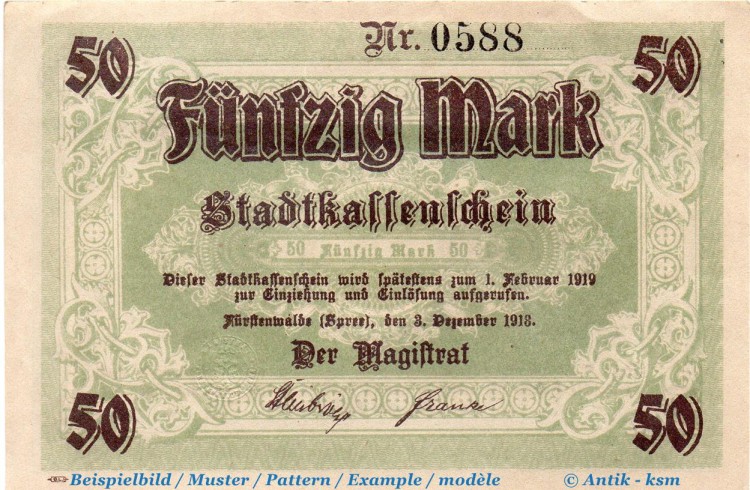 50 Nr. 0588 50
Fünfzig Mark
Stadtkassenschein
50 Fünfzig Mark 50
Dieser Stadtkassenschein wird spätestens zum 1. Februar 1919
zur Einziehung und Einlösung aufgerufen.
Fürstenwalde (Spree), den 3. Dezember 1918.
Der Magistrat
Franke
50 50
Beispielbild / Muster / Pattern / Example / modèle © Antik - ksm